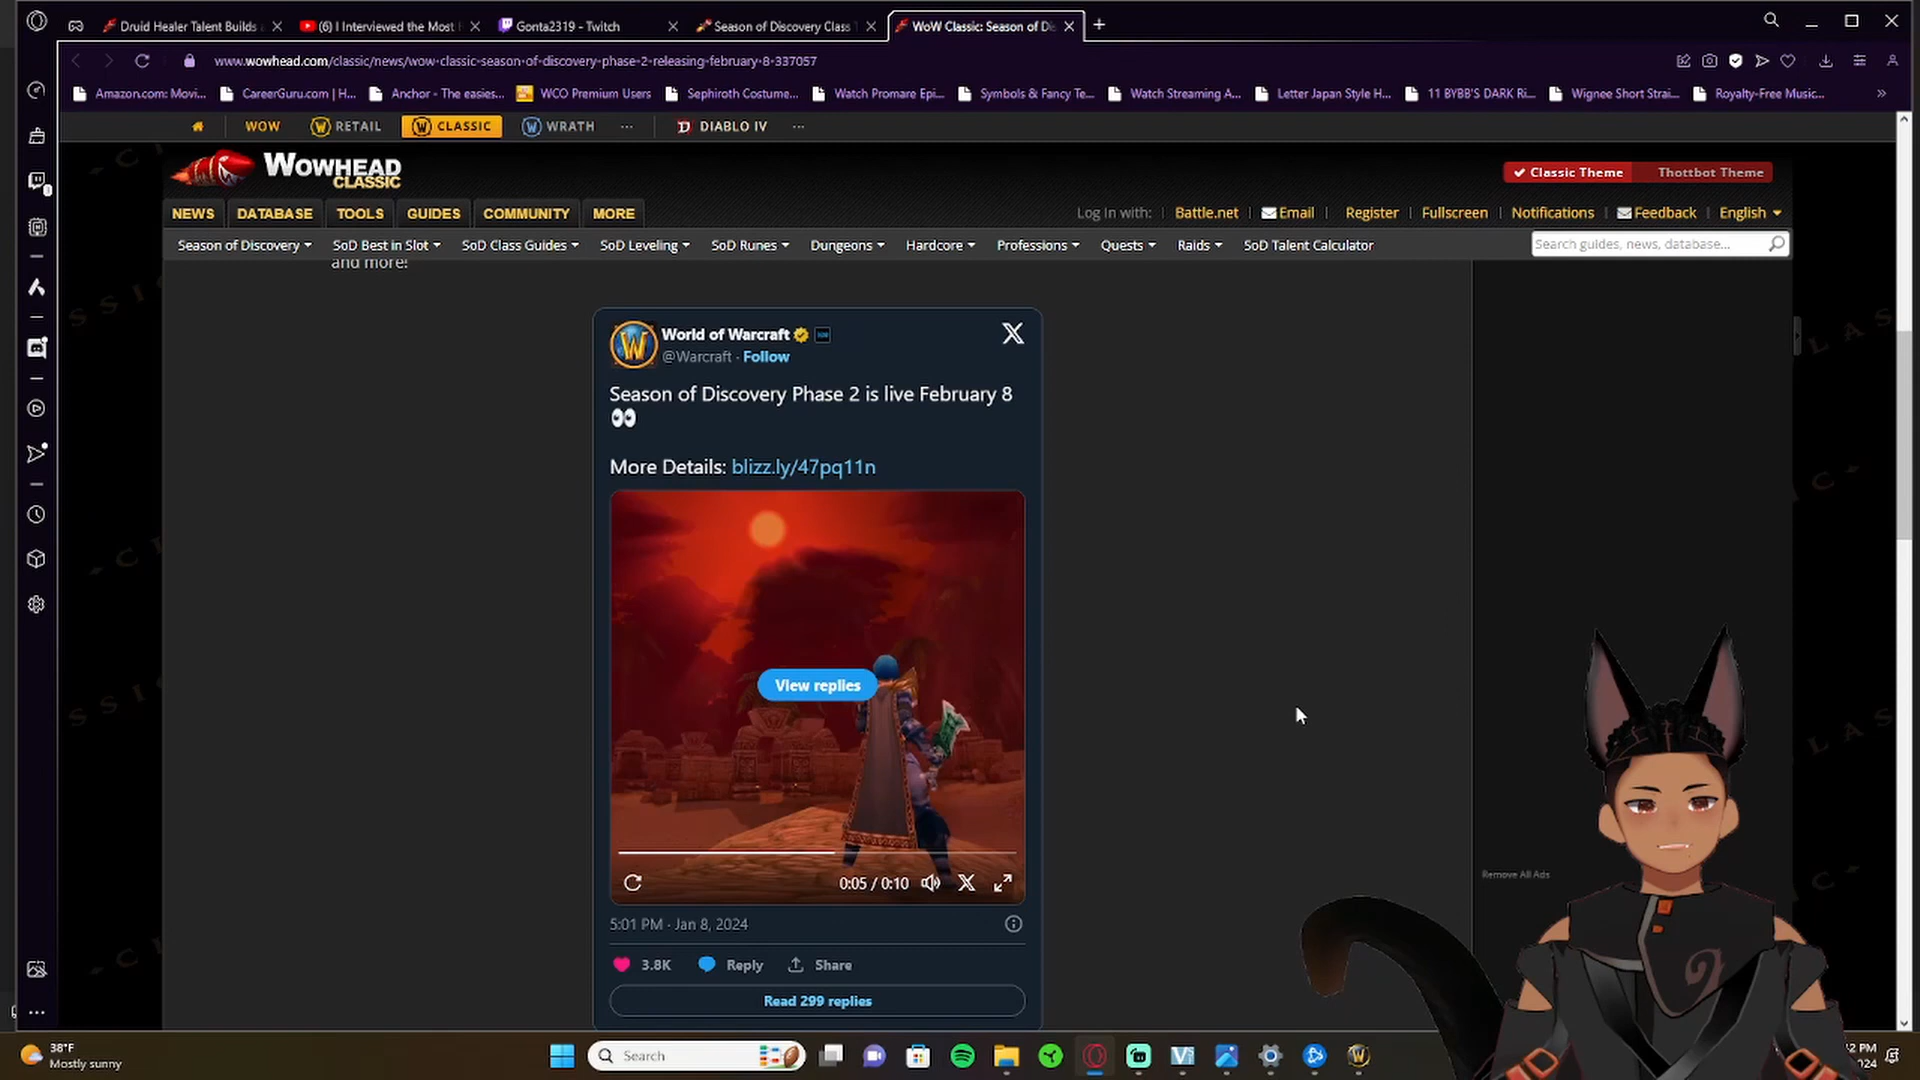 Druid Healer Talent Builds a
(6) I Interviewed the Most
Gonta2319 - Twitch
Season of Discovery Class
WoW Classic: Season of Di
www.wowhead.com/classic/news/wow-classic-season-of-discovery-phase-2-releasing-february-8-337057
Amazon.com: Movi...
CareerGuru.com | H...
Anchor - The easies...
WCO Premium Users
Sephiroth Costume...
Watch Promare Epi...
Symbols & Fancy Te...
Watch Streaming A...
Letter Japan Style H...
11 BYBB'S DARK Ri...
Wignee Short Strai...
Royalty-Free Music...
WOW
RETAIL
CLASSIC
WRATH
...
DIABLO IV
...
WOWHEAD
CLASSIC
Classic Theme
Thottbot Theme
NEWS
DATABASE
TOOLS
GUIDES
COMMUNITY
MORE
Log In with:
Battle.net
Email
Register
Fullscreen
Notifications
Feedback
English
Season of Discovery
SoD Best in Slot
SoD Class Guides
SoD Leveling
SoD Runes
Dungeons
Hardcore
Professions
Quests
Raids
SoD Talent Calculator
Search guides, news, database...
and more!
World of Warcraft
@Warcraft · Follow
Season of Discovery Phase 2 is live February 8
More Details: blizz.ly/47pq11n
View replies
0:05 / 0:10
5:01 PM · Jan 8, 2024
3.8K
Reply
Share
Read 299 replies
Remove All Ads
38°F
Mostly sunny
Search
2 PM
024